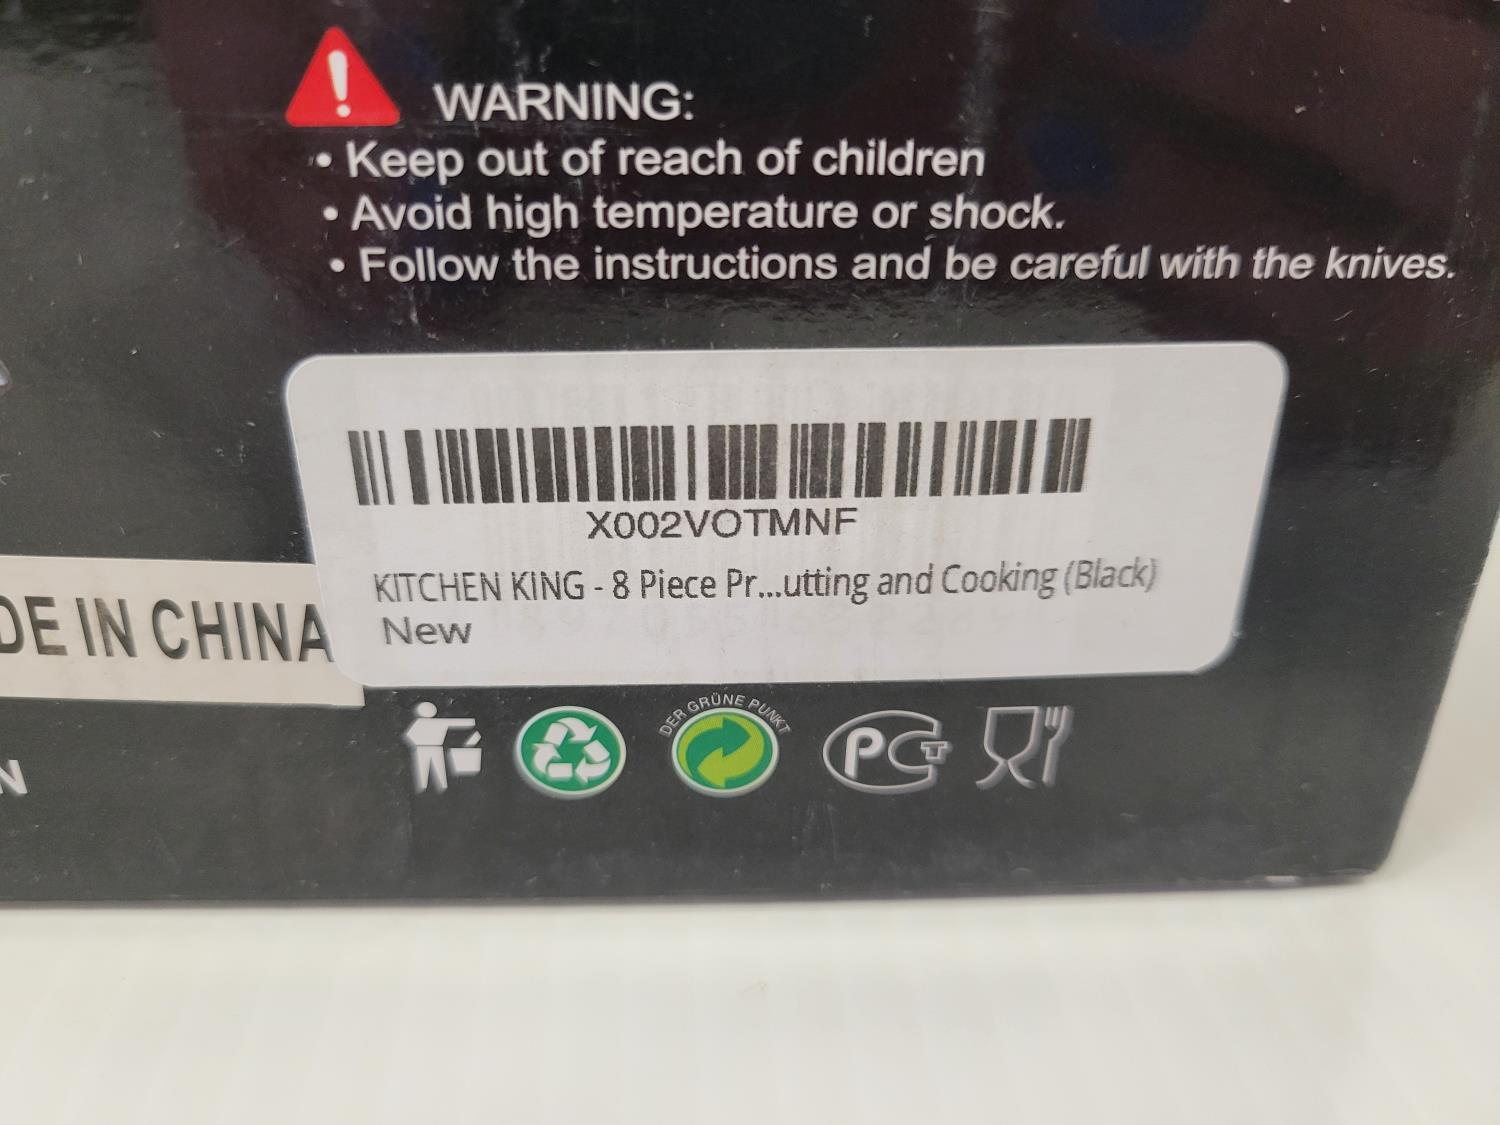 WARNING:
• Keep out of reach of children
• Avoid high temperature or shock.
• Follow the instructions and be careful with the knives.
X002VOTMNF
KITCHEN KING - 8 Piece Pr...utting and Cooking (Black)
New
DE IN CHINA
DER GRÜNE PUNKT
PCT
N